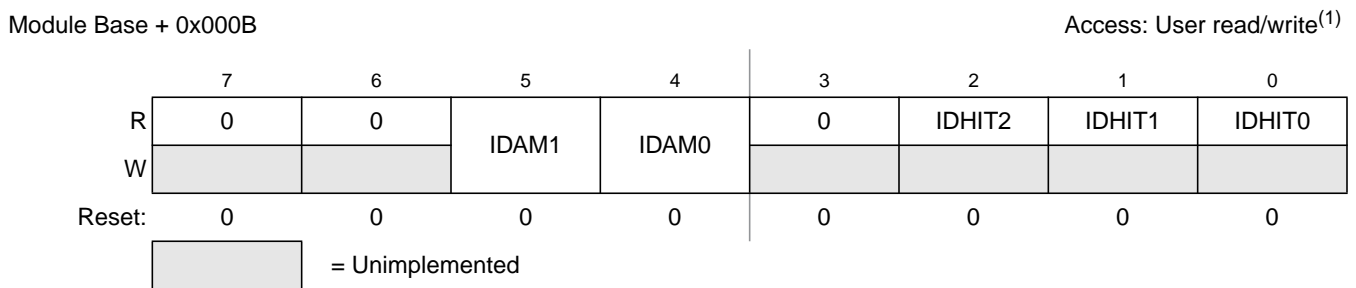 Module Base + 0x000B Access: User read/write(1)
7 6 5 4 3 2 1 0
R 0 0 IDAM1 IDAM0 0 IDHIT2 IDHIT1 IDHIT0
W
Reset: 0 0 0 0 0 0 0 0
= Unimplemented